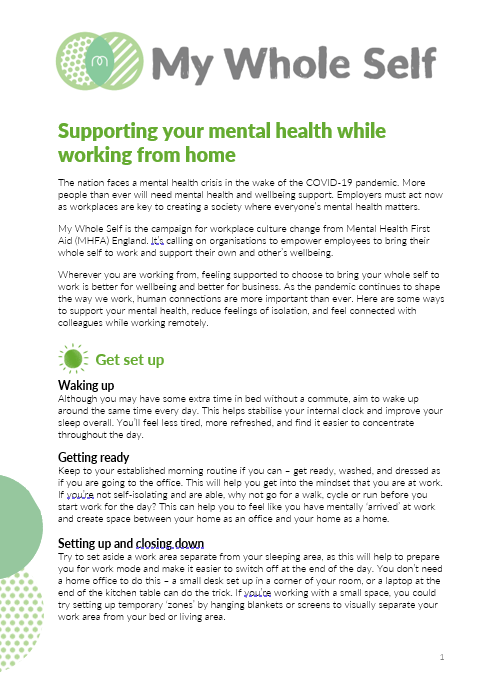 My Whole Self
Supporting your mental health while
working from home
The nation faces a mental health crisis in the wake of the COVID-19 pandemic. More
people than ever will need mental health and wellbeing support. Employers must act now
as workplaces are key to creating a society where everyone's mental health matters.
My Whole Self is the campaign for workplace culture change from Mental Health First
Aid (MHFA) England. It's calling on organisations to empower employees to bring their
whole self to work and support their own and other's wellbeing.
Wherever you are working from, feeling supported to choose to bring your whole self to
work is better for wellbeing and better for business. As the pandemic continues to shape
the way we work, human connections are more important than ever. Here are some ways
to support your mental health, reduce feelings of isolation, and feel connected with
colleagues while working remotely.
Get set up
Waking up
Although you may have some extra time in bed without a commute, aim to wake up
around the same time every day. This helps stabilise your internal clock and improve your
sleep overall. You'll feel less tired, more refreshed, and find it easier to concentrate
throughout the day.
Getting ready
Keep to your established morning routine if you can – get ready, washed, and dressed as
if you are going to the office. This will help you get into the mindset that you are at work.
If you're not self-isolating and are able, why not go for a walk, cycle or run before you
start work for the day? This can help you to feel like you have mentally 'arrived' at work
and create space between your home as an office and your home as a home.
Setting up and closing down
Try to set aside a work area separate from your sleeping area, as this will help to prepare
you for work mode and make it easier to switch off at the end of the day. You don't need
a home office to do this – a small desk set up in a corner of your room, or a laptop at the
end of the kitchen table can do the trick. If you're working with a small space, you could
try setting up temporary 'zones' by hanging blankets or screens to visually separate your
work area from your bed or living area.
1